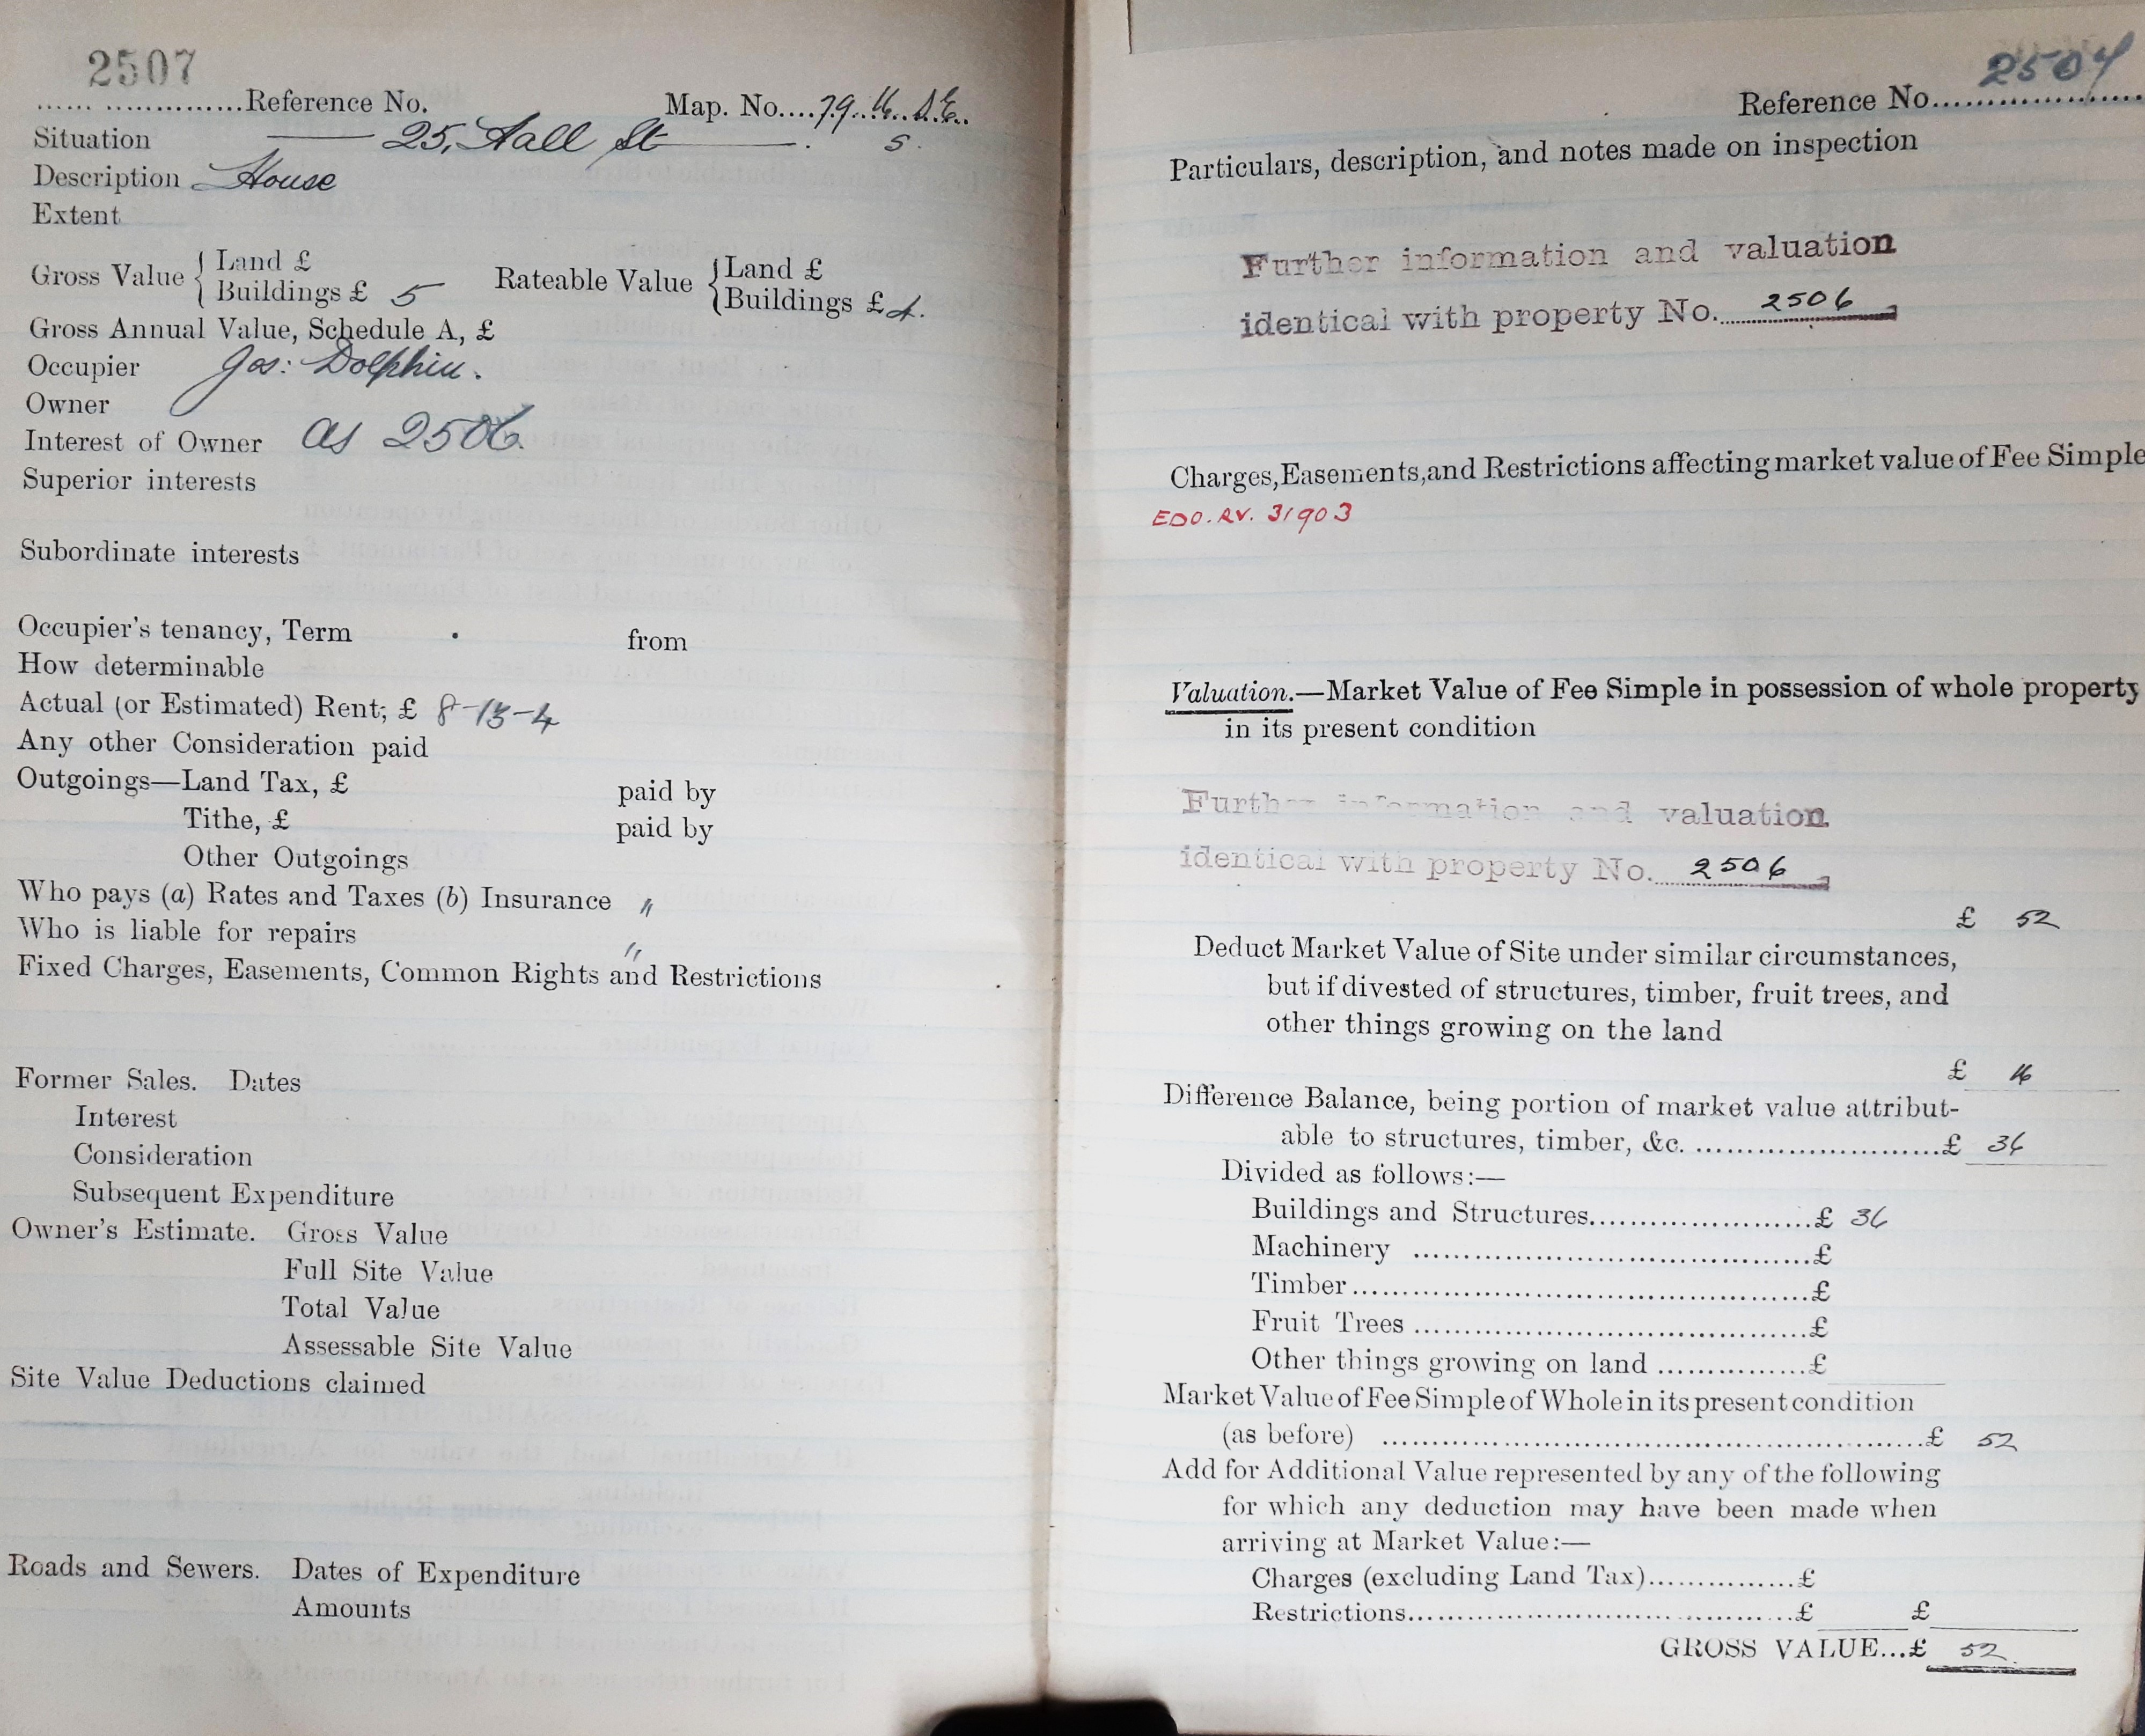 2507
...... ..............Reference No. Map. No....79.16.S.E..
Situation 25, Hall St S.
Description House
Extent
Gross Value { Land £ Rateable Value { Land £
Buildings £ 5 Buildings £ 4.
Gross Annual Value, Schedule A, £
Occupier Jos: Dolphin.
Owner
Interest of Owner as 2506.
Superior interests
Subordinate interests
Occupier's tenancy, Term from
How determinable
Actual (or Estimated) Rent; £ 8-13-4
Any other Consideration paid
Outgoings—Land Tax, £ paid by
Tithe, £ paid by
Other Outgoings
Who pays (a) Rates and Taxes (b) Insurance "
Who is liable for repairs "
Fixed Charges, Easements, Common Rights and Restrictions
Former Sales. Dates
Interest
Consideration
Subsequent Expenditure
Owner's Estimate. Gross Value
Full Site Value
Total Value
Assessable Site Value
Site Value Deductions claimed
Roads and Sewers. Dates of Expenditure
Amounts
Reference No. 2507
Particulars, description, and notes made on inspection
Further information and valuation
identical with property No. 2506
Charges, Easements, and Restrictions affecting market value of Fee Simple
EDO. RV. 31903
Valuation.—Market Value of Fee Simple in possession of whole property
in its present condition
Further information and valuation
identical with property No. 2506
£ 52
Deduct Market Value of Site under similar circumstances,
but if divested of structures, timber, fruit trees, and
other things growing on the land
£ 16
Difference Balance, being portion of market value attribut-
able to structures, timber, &c. ........................£ 36
Divided as follows:—
Buildings and Structures......................£ 36
Machinery .....................................£
Timber...........................................£
Fruit Trees .....................................£
Other things growing on land ...............£
Market Value of Fee Simple of Whole in its present condition
(as before) .....................................................£ 52
Add for Additional Value represented by any of the following
for which any deduction may have been made when
arriving at Market Value:—
Charges (excluding Land Tax)...............£
Restrictions.....................................£ £
GROSS VALUE...£ 52